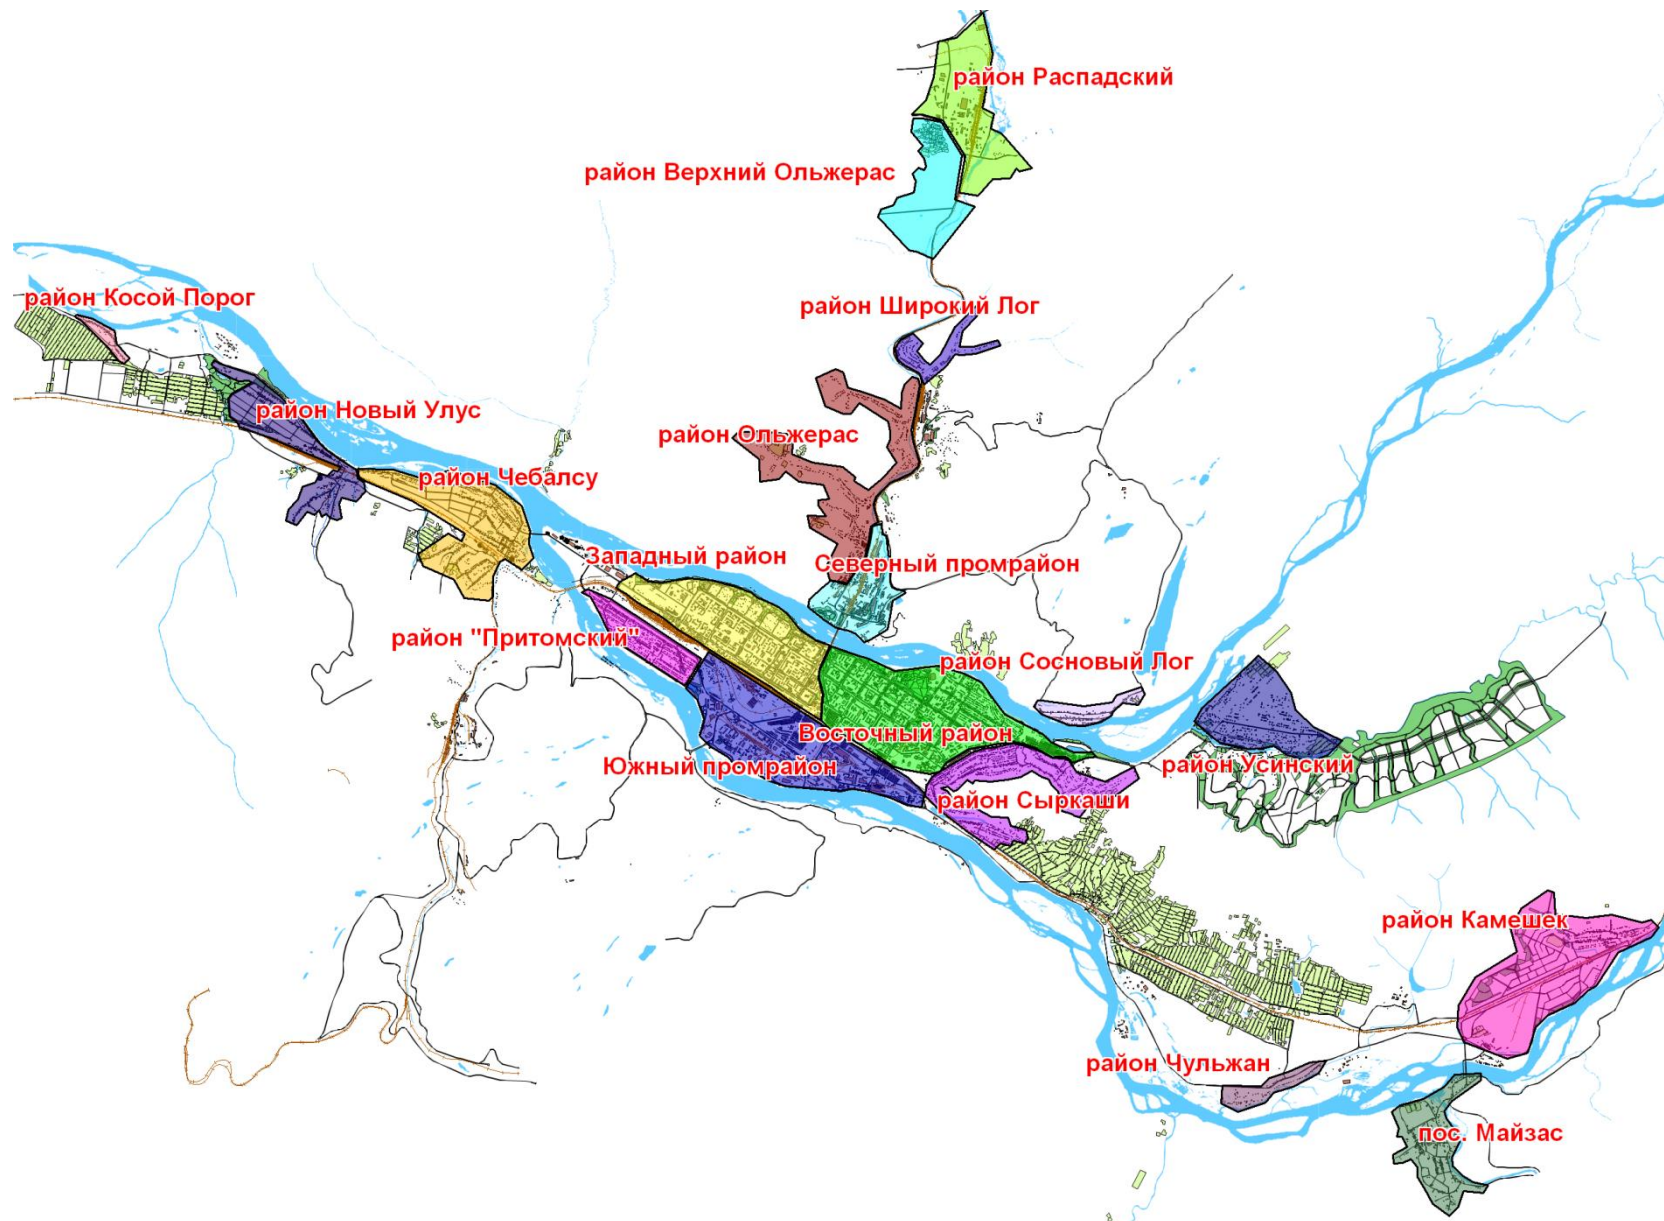 район Распадский
район Верхний Ольжерас
район Косой Порог
район Широкий Лог
район Новый Улус
район Ольжерас
район Чебалсу
Западный район
Северный промрайон
район "Притомский"
район Сосновый Лог
Восточный район
Южный промрайон
район Усинский
район Сыркаши
район Камешек
район Чульжан
пос. Майзас